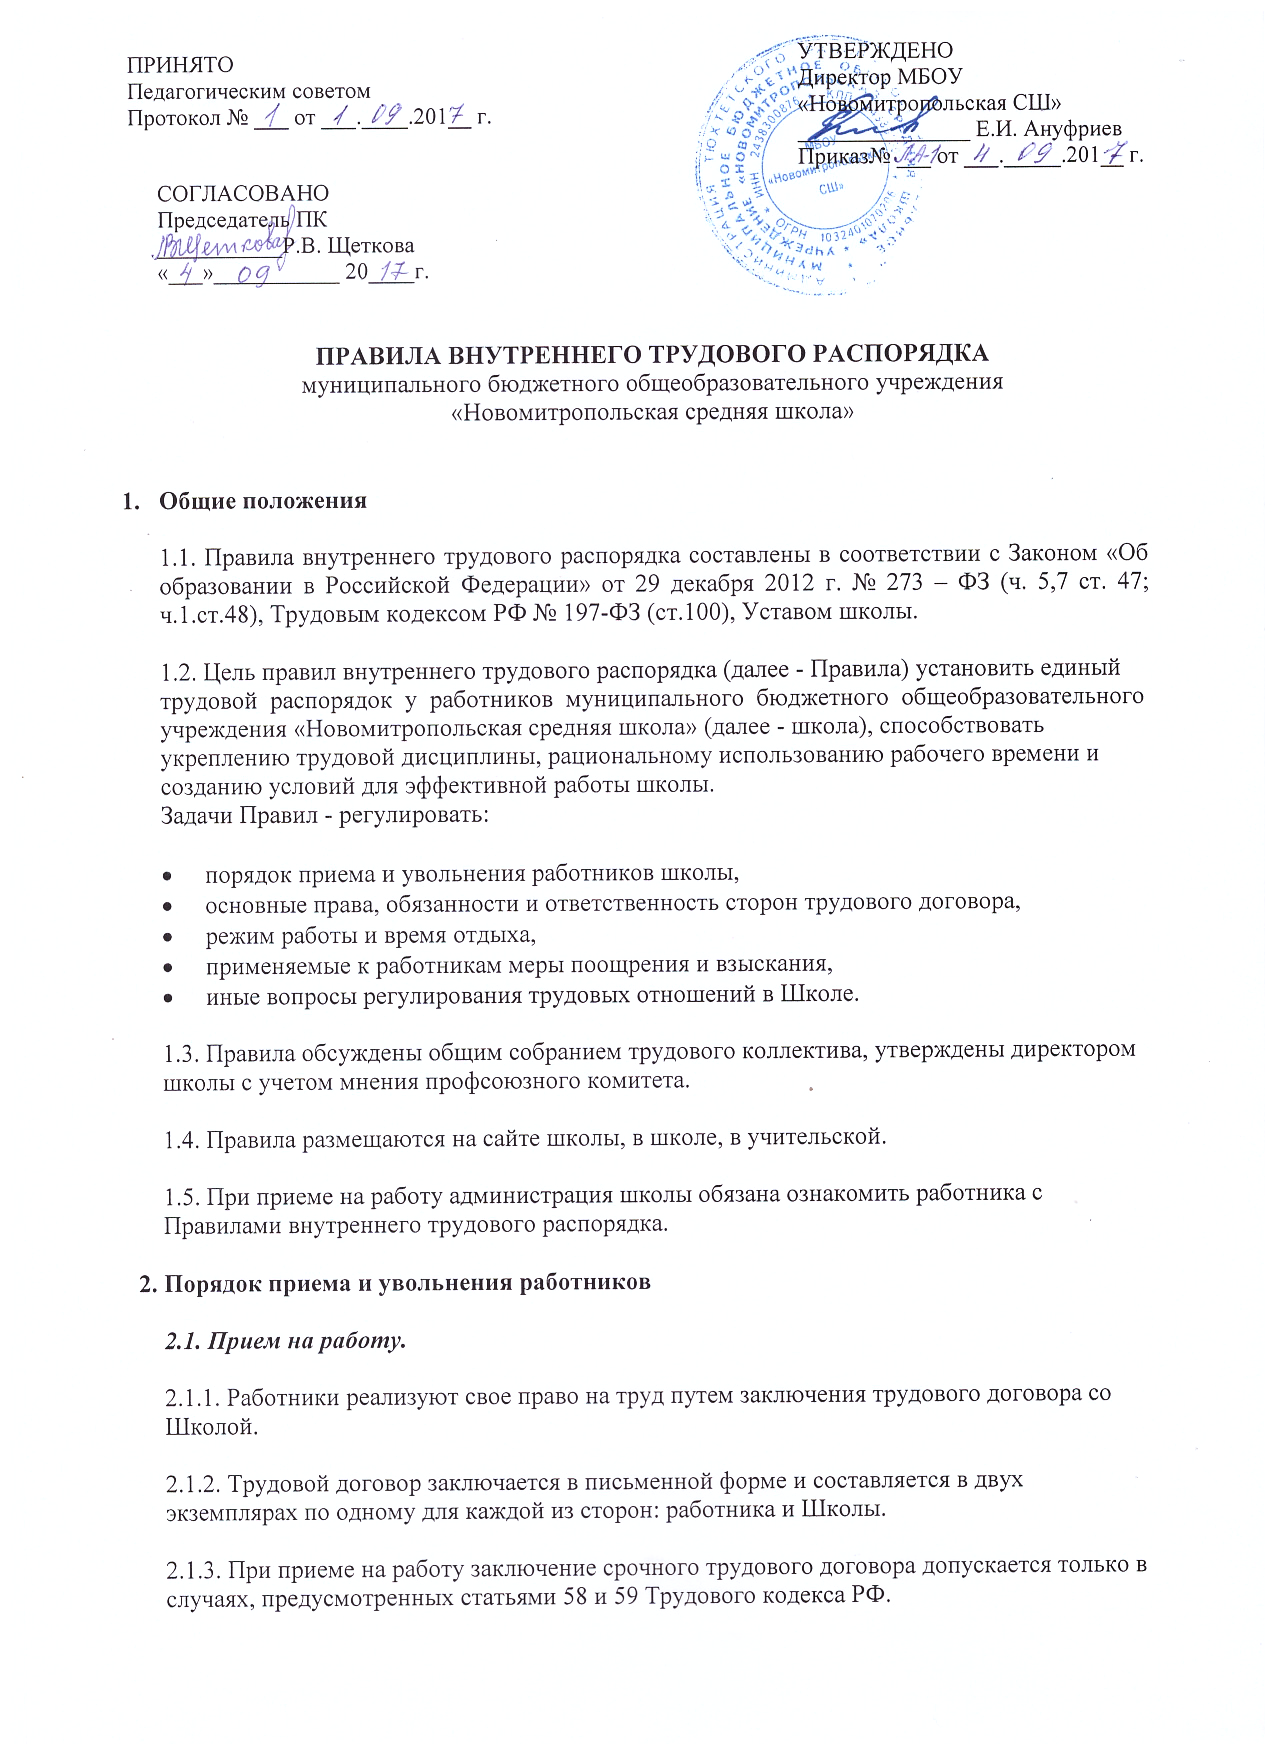 ПРИНЯТО
Педагогическим советом
Протокол № 1 от 1.09.2017 г.
УТВЕРЖДЕНО
Директор МБОУ
«Новомитропольская СШ»
Е.И. Ануфриев
Приказ№ от 4.09.2017 г.
МБОУ
«Новомитропольская
СШ»
ИНН 2438300876
СОГЛАСОВАНО
Председатель ПК
Р.В. Щеткова
«4» 09 2017г.
ПРАВИЛА ВНУТРЕННЕГО ТРУДОВОГО РАСПОРЯДКА
муниципального бюджетного общеобразовательного учреждения
«Новомитропольская средняя школа»
1. Общие положения
1.1. Правила внутреннего трудового распорядка составлены в соответствии с Законом «Об
образовании в Российской Федерации» от 29 декабря 2012 г. № 273 – ФЗ (ч. 5,7 ст. 47;
ч.1.ст.48), Трудовым кодексом РФ № 197-ФЗ (ст.100), Уставом школы.
1.2. Цель правил внутреннего трудового распорядка (далее - Правила) установить единый
трудовой распорядок у работников муниципального бюджетного общеобразовательного
учреждения «Новомитропольская средняя школа» (далее - школа), способствовать
укреплению трудовой дисциплины, рациональному использованию рабочего времени и
созданию условий для эффективной работы школы.
Задачи Правил - регулировать:
• порядок приема и увольнения работников школы,
• основные права, обязанности и ответственность сторон трудового договора,
• режим работы и время отдыха,
• применяемые к работникам меры поощрения и взыскания,
• иные вопросы регулирования трудовых отношений в Школе.
1.3. Правила обсуждены общим собранием трудового коллектива, утверждены директором
школы с учетом мнения профсоюзного комитета.
1.4. Правила размещаются на сайте школы, в школе, в учительской.
1.5. При приеме на работу администрация школы обязана ознакомить работника с
Правилами внутреннего трудового распорядка.
2. Порядок приема и увольнения работников
2.1. Прием на работу.
2.1.1. Работники реализуют свое право на труд путем заключения трудового договора со
Школой.
2.1.2. Трудовой договор заключается в письменной форме и составляется в двух
экземплярах по одному для каждой из сторон: работника и Школы.
2.1.3. При приеме на работу заключение срочного трудового договора допускается только в
случаях, предусмотренных статьями 58 и 59 Трудового кодекса РФ.